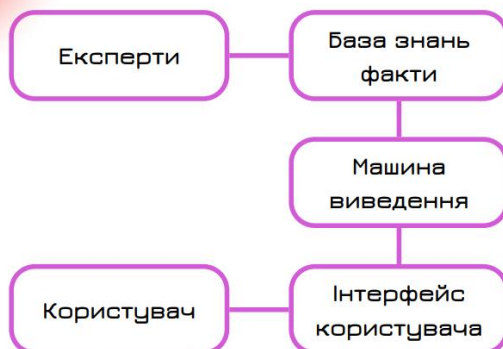 Експерти
База знань
факти
Машина
виведення
Користувач
Інтерфейс
користувача